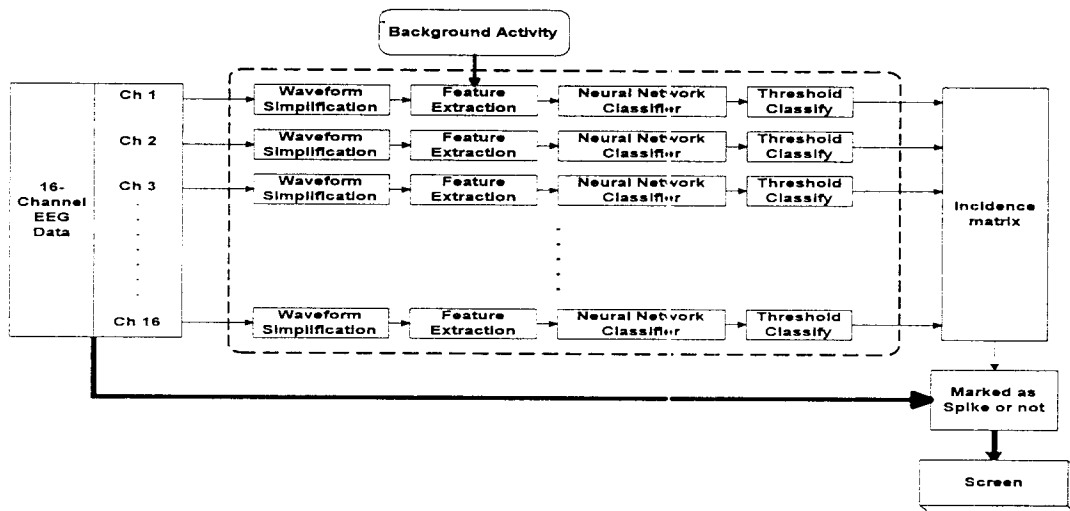 Background Activity
Ch 1
Waveform
Simplification
Feature
Extraction
Neural Network
Classifier
Threshold
Classify
Ch 2
Waveform
Simplification
Feature
Extraction
Neural Network
Classifier
Threshold
Classify
Ch 3
Waveform
Simplification
Feature
Extraction
Neural Network
Classifier
Threshold
Classify
16-
Channel
EEG
Data
Incidence
matrix
Ch 16
Waveform
Simplification
Feature
Extraction
Neural Network
Classifier
Threshold
Classify
Marked as
Spike or not
Screen